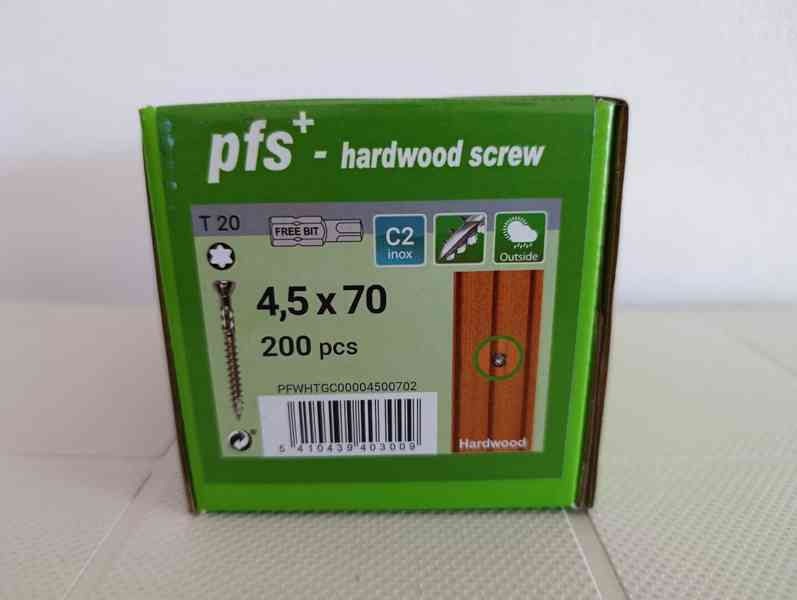 pfs+ - hardwood screw
T 20
FREE BIT
C2
inox
Outside
4,5 x 70
200 pcs
PFWHTGC00004500702
5 410439 403009
Hardwood